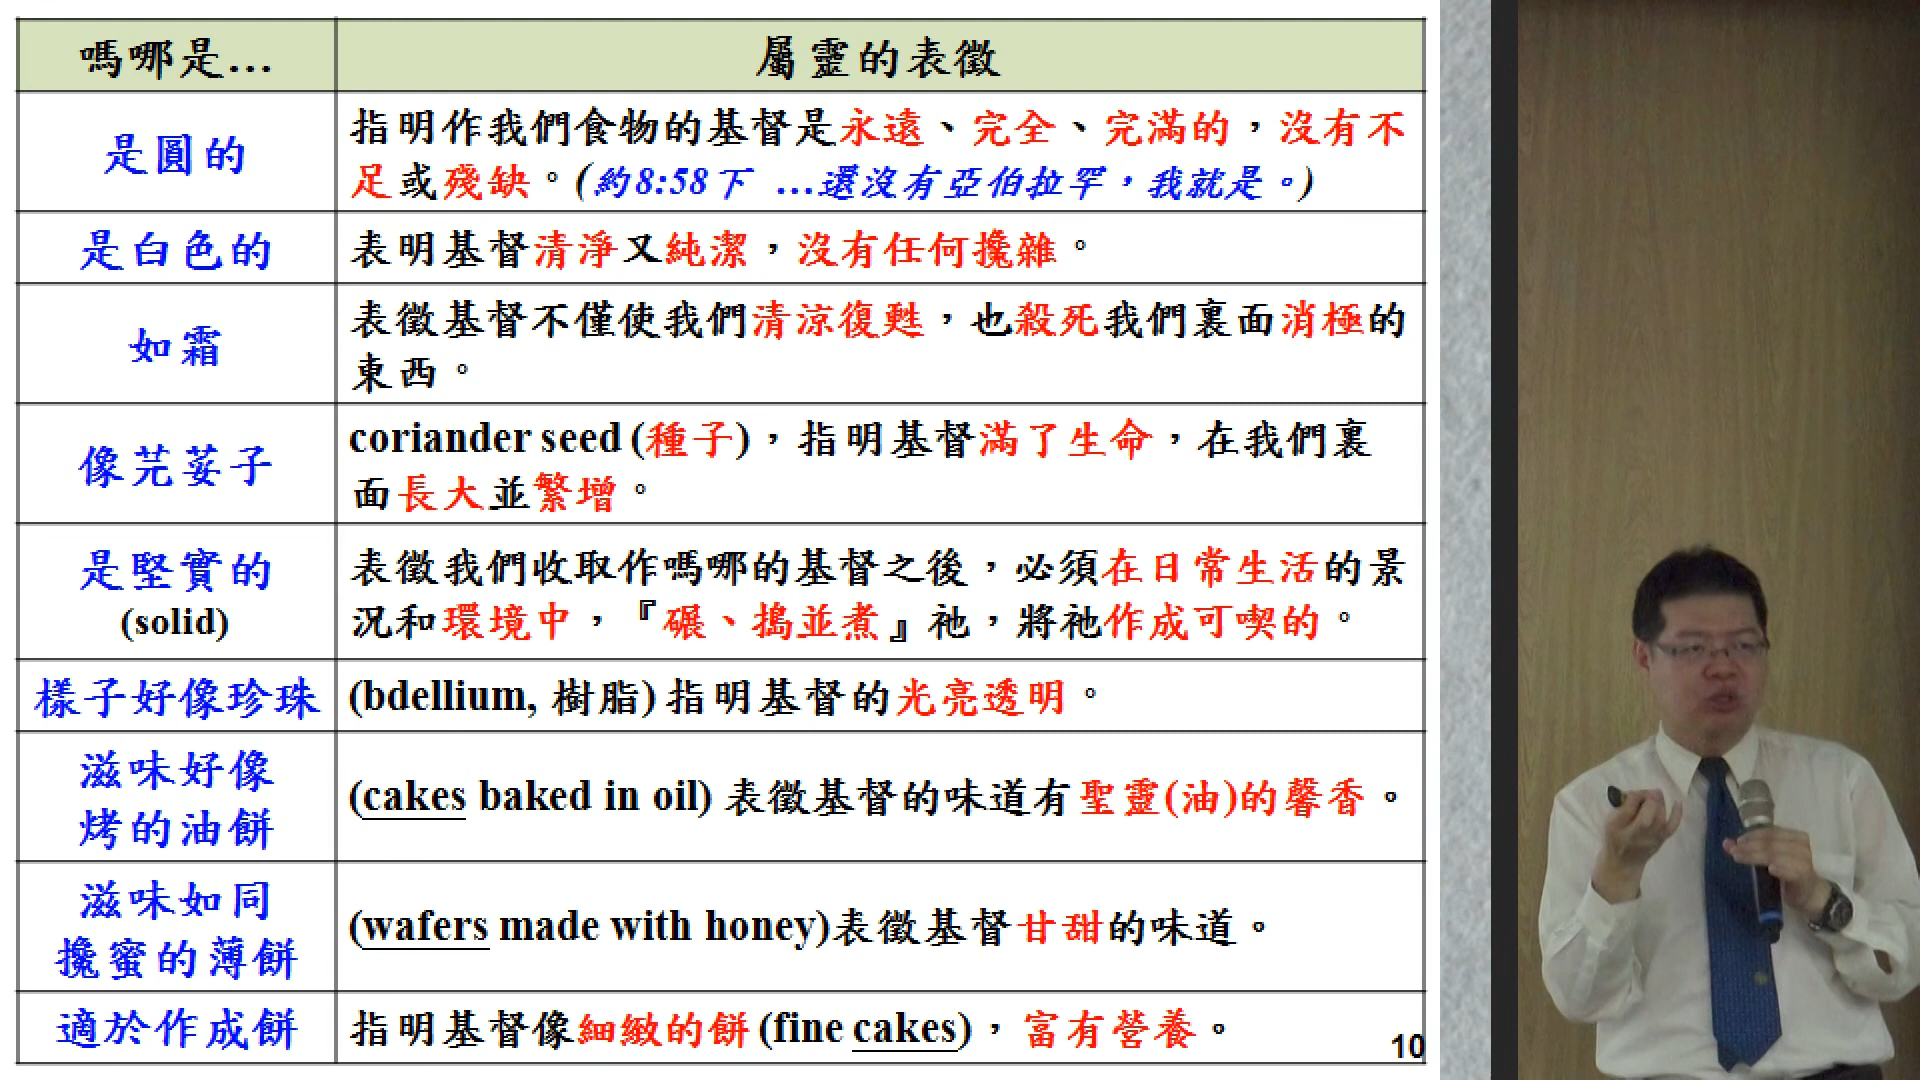 嗎哪是…
屬靈的表徵
是圓的
指明作我們食物的基督是永遠、完全、完滿的，沒有不
足或殘缺。(約8:58下 …還沒有亞伯拉罕，我就是。)
是白色的
表明基督清淨又純潔，沒有任何攙雜。
如霜
表徵基督不僅使我們清涼復甦，也殺死我們裏面消極的
東西。
像芫荽子
coriander seed (種子)，指明基督滿了生命，在我們裏
面長大並繁增。
是堅實的
(solid)
表徵我們收取作嗎哪的基督之後，必須在日常生活的景
況和環境中，『碾、搗並煮』祂，將祂作成可喫的。
樣子好像珍珠
(bdellium, 樹脂) 指明基督的光亮透明。
滋味好像
烤的油餅
(cakes baked in oil) 表徵基督的味道有聖靈(油)的馨香。
滋味如同
攙蜜的薄餅
(wafers made with honey)表徵基督甘甜的味道。
適於作成餅
指明基督像細緻的餅(fine cakes)，富有營養。
10